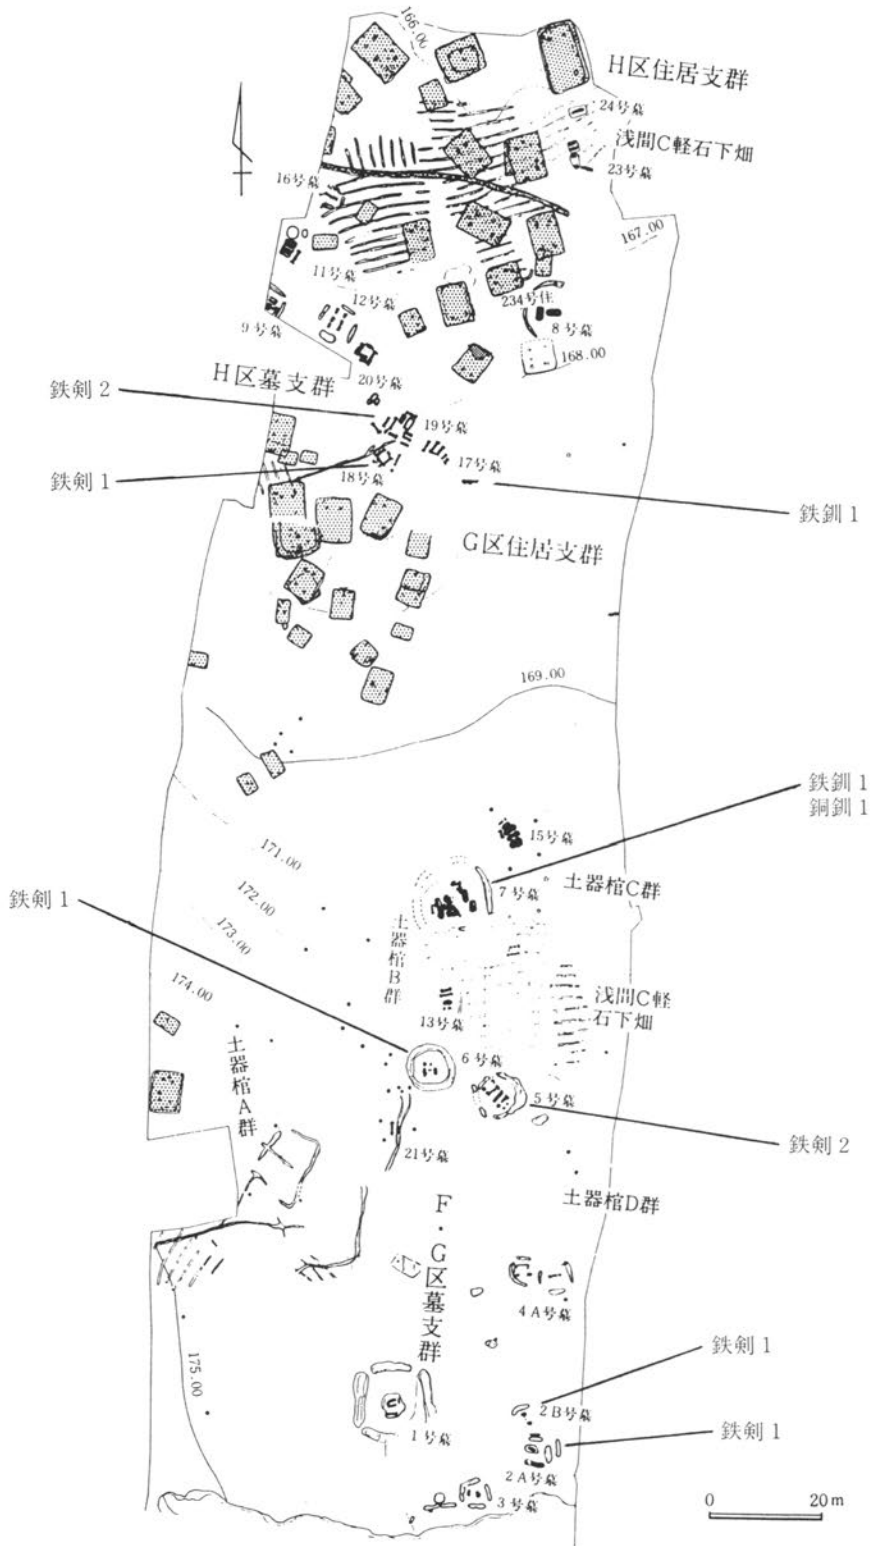 166.00
H区住居支群
24号墓
浅間C軽石下畑
23号墓
16号墓
167.00
11号墓
12号墓
234号住
8号墓
9号墓
168.00
H区墓支群
20号墓
鉄剣 2
19号墓
17号墓
鉄剣 1
18号墓
鉄釧 1
G区住居支群
169.00
鉄釧 1
銅釧 1
15号墓
171.00
土器棺C群
7号墓
172.00
鉄剣 1
173.00
土器棺B群
174.00
浅間C軽
石下畑
13号墓
土器棺A群
6号墓
5号墓
鉄剣 2
21号墓
土器棺D群
F・G区墓支群
4A号墓
175.00
鉄剣 1
2B号墓
1号墓
鉄剣 1
2A号墓
3号墓
0 20m